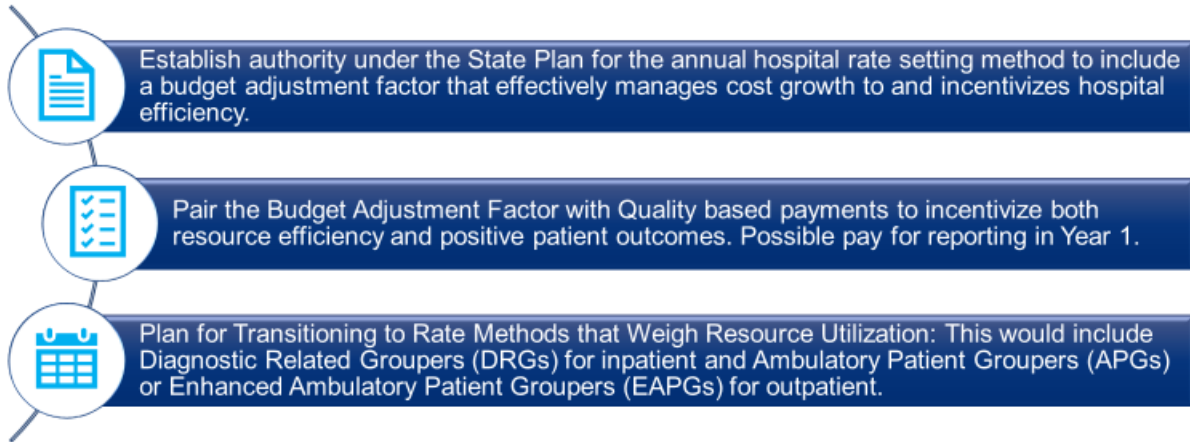 Establish authority under the State Plan for the annual hospital rate setting method to include
a budget adjustment factor that effectively manages cost growth to and incentivizes hospital
efficiency.
Pair the Budget Adjustment Factor with Quality based payments to incentivize both
resource efficiency and positive patient outcomes. Possible pay for reporting in Year 1.
Plan for Transitioning to Rate Methods that Weigh Resource Utilization: This would include
Diagnostic Related Groupers (DRGs) for inpatient and Ambulatory Patient Groupers (APGs)
or Enhanced Ambulatory Patient Groupers (EAPGs) for outpatient.